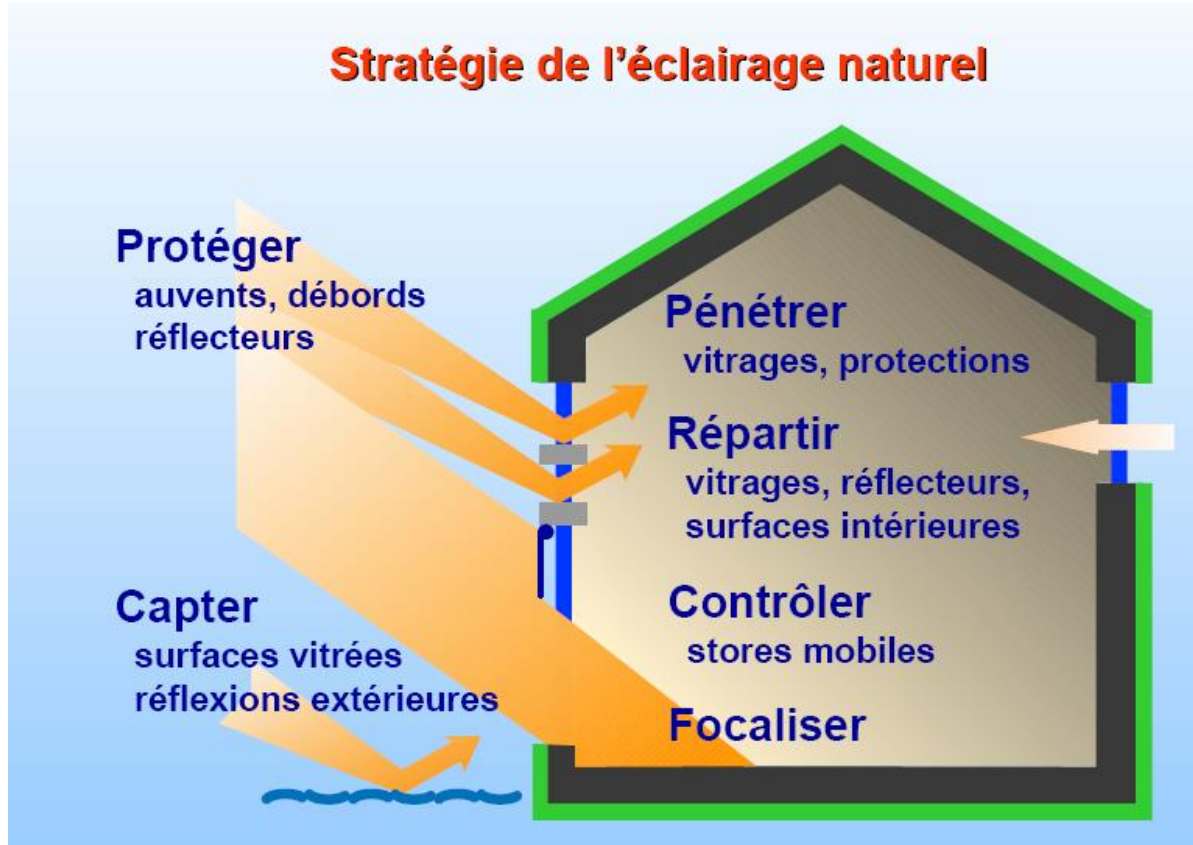 Stratégie de l'éclairage naturel
Protéger
auvents, débords
réflecteurs
Capter
surfaces vitrées
réflexions extérieures
Pénétrer
vitrages, protections
Répartir
vitrages, réflecteurs,
surfaces intérieures
Contrôler
stores mobiles
Focaliser